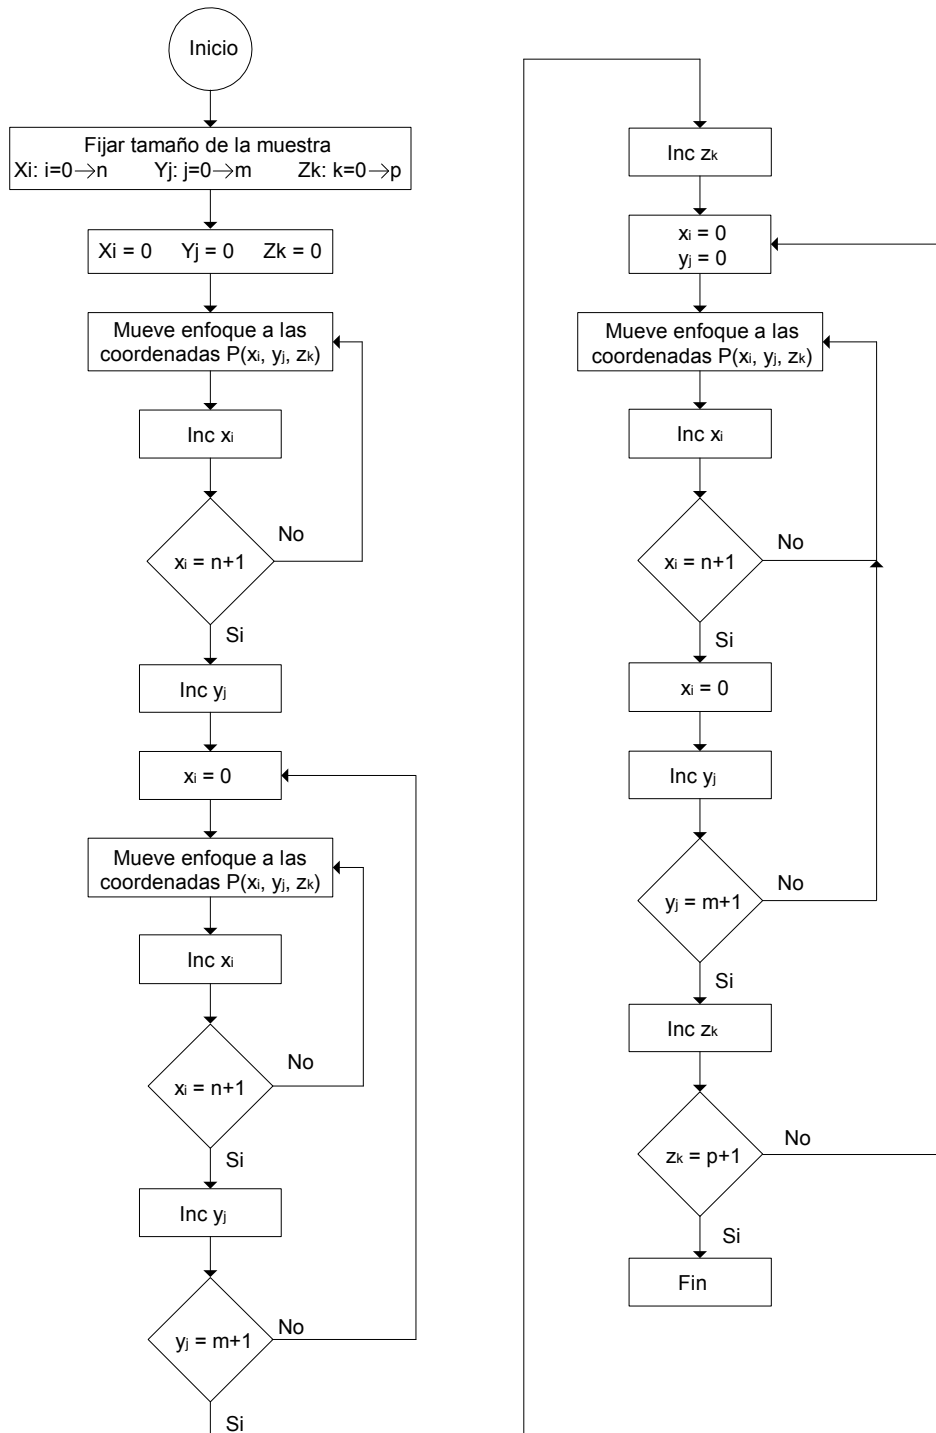 Inicio
Fijar tamaño de la muestra
Xi: i=0→n Yj: j=0→m Zk: k=0→p
Xi = 0 Yj = 0 Zk = 0
Mueve enfoque a las
coordenadas P(xi, yj, zk)
Inc xi
xi = n+1
No
Si
Inc yj
xi = 0
Mueve enfoque a las
coordenadas P(xi, yj, zk)
Inc xi
xi = n+1
No
Si
Inc yj
yj = m+1
No
Si
Inc zk
xi = 0
yj = 0
Mueve enfoque a las
coordenadas P(xi, yj, zk)
Inc xi
xi = n+1
No
Si
xi = 0
Inc yj
yj = m+1
No
Si
Inc zk
zk = p+1
No
Si
Fin